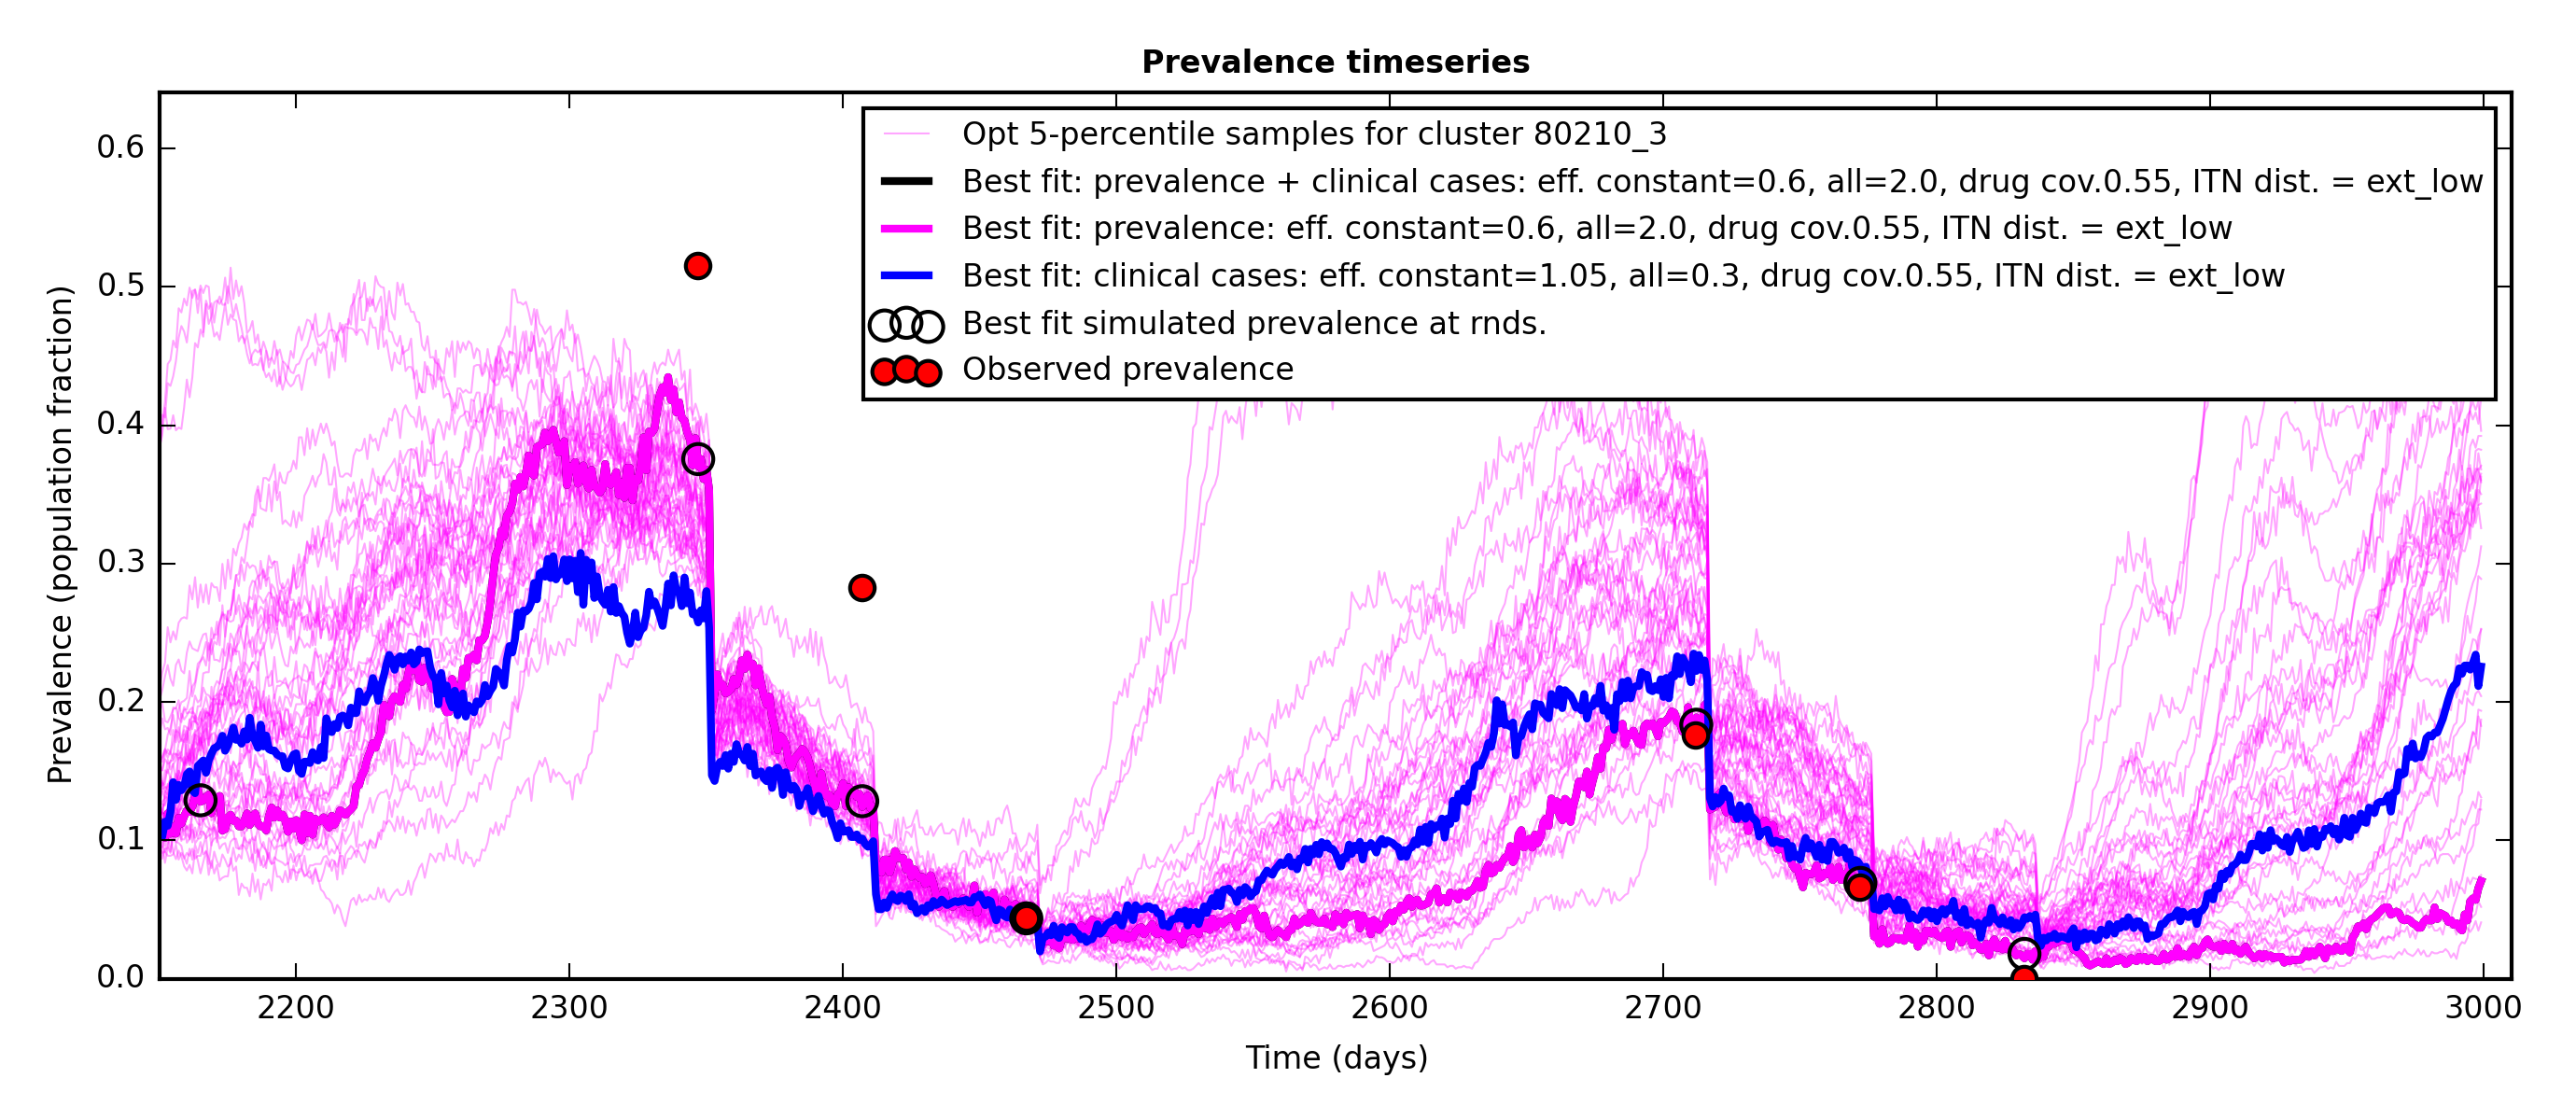 Prevalence timeseries
Opt 5-percentile samples for cluster 80210_3
Best fit: prevalence + clinical cases: eff. constant=0.6, all=2.0, drug cov.0.55, ITN dist. = ext_low
Best fit: prevalence: eff. constant=0.6, all=2.0, drug cov.0.55, ITN dist. = ext_low
Best fit: clinical cases: eff. constant=1.05, all=0.3, drug cov.0.55, ITN dist. = ext_low
Best fit simulated prevalence at rnds.
Observed prevalence
Prevalence (population fraction)
0.6
0.5
0.4
0.3
0.2
0.1
0.0
2200 2300 2400 2500 2600 2700 2800 2900 3000
Time (days)